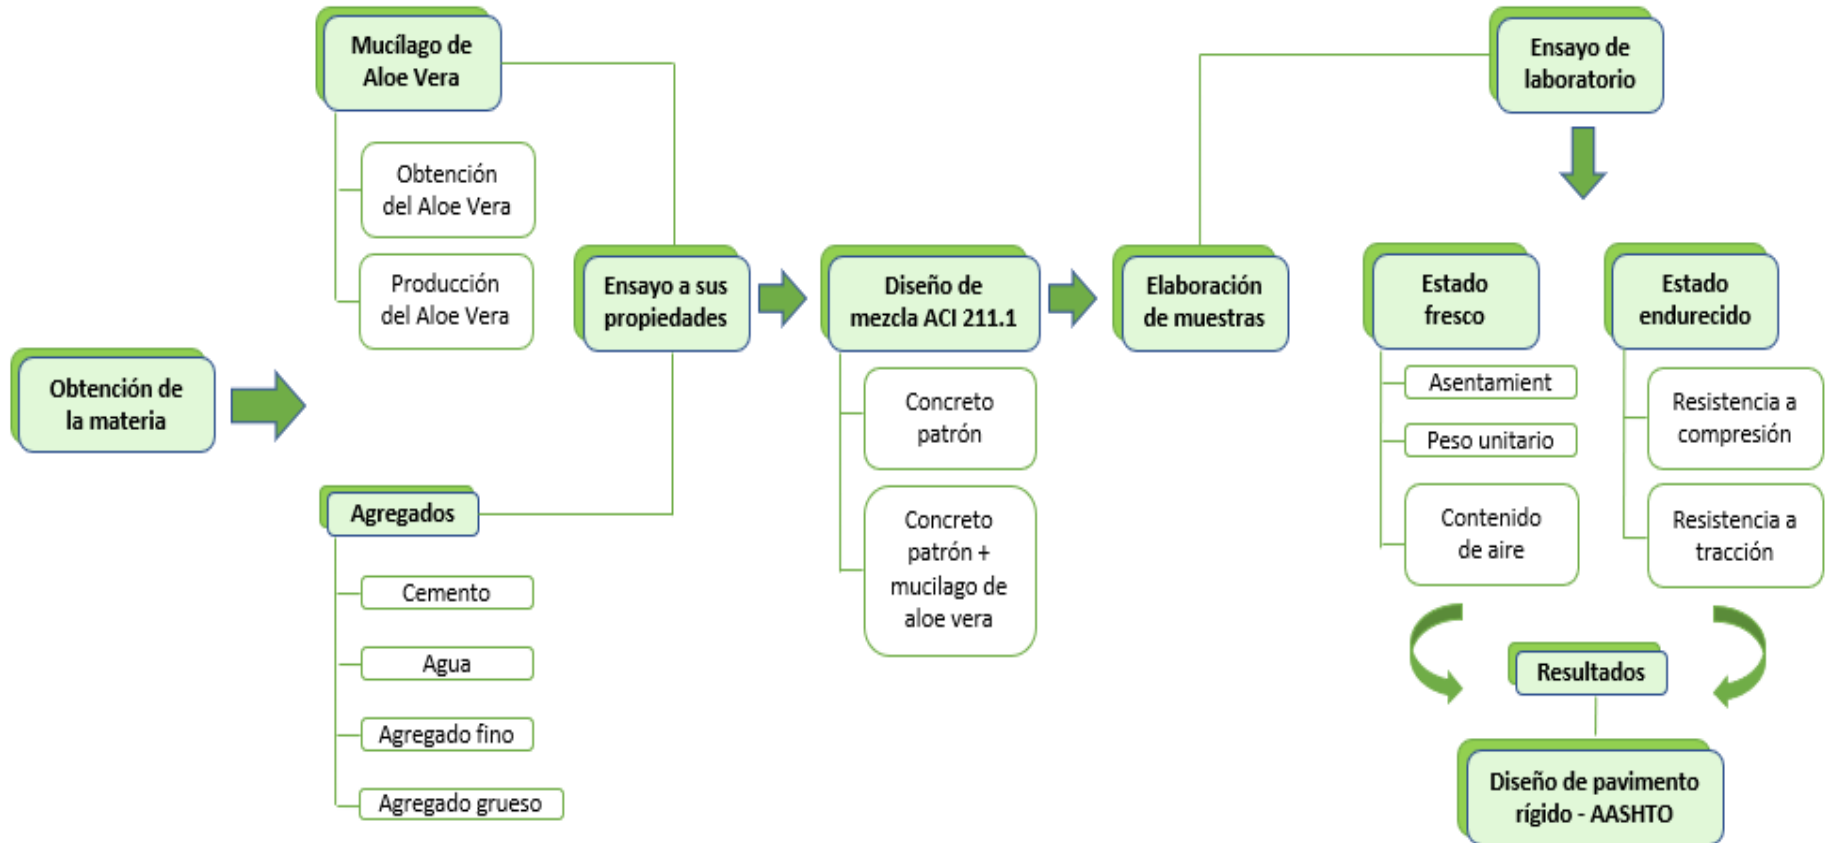 Obtención de
la materia
Mucílago de
Aloe Vera
Obtención
del Aloe Vera
Producción
del Aloe Vera
Agregados
Cemento
Agua
Agregado fino
Agregado grueso
Ensayo a sus
propiedades
Diseño de
mezcla ACI 211.1
Concreto
patrón
Concreto
patrón +
mucilago de
aloe vera
Elaboración
de muestras
Ensayo de
laboratorio
Estado
fresco
Asentamient
Peso unitario
Contenido
de aire
Estado
endurecido
Resistencia a
compresión
Resistencia a
tracción
Resultados
Diseño de pavimento
rígido - AASHTO